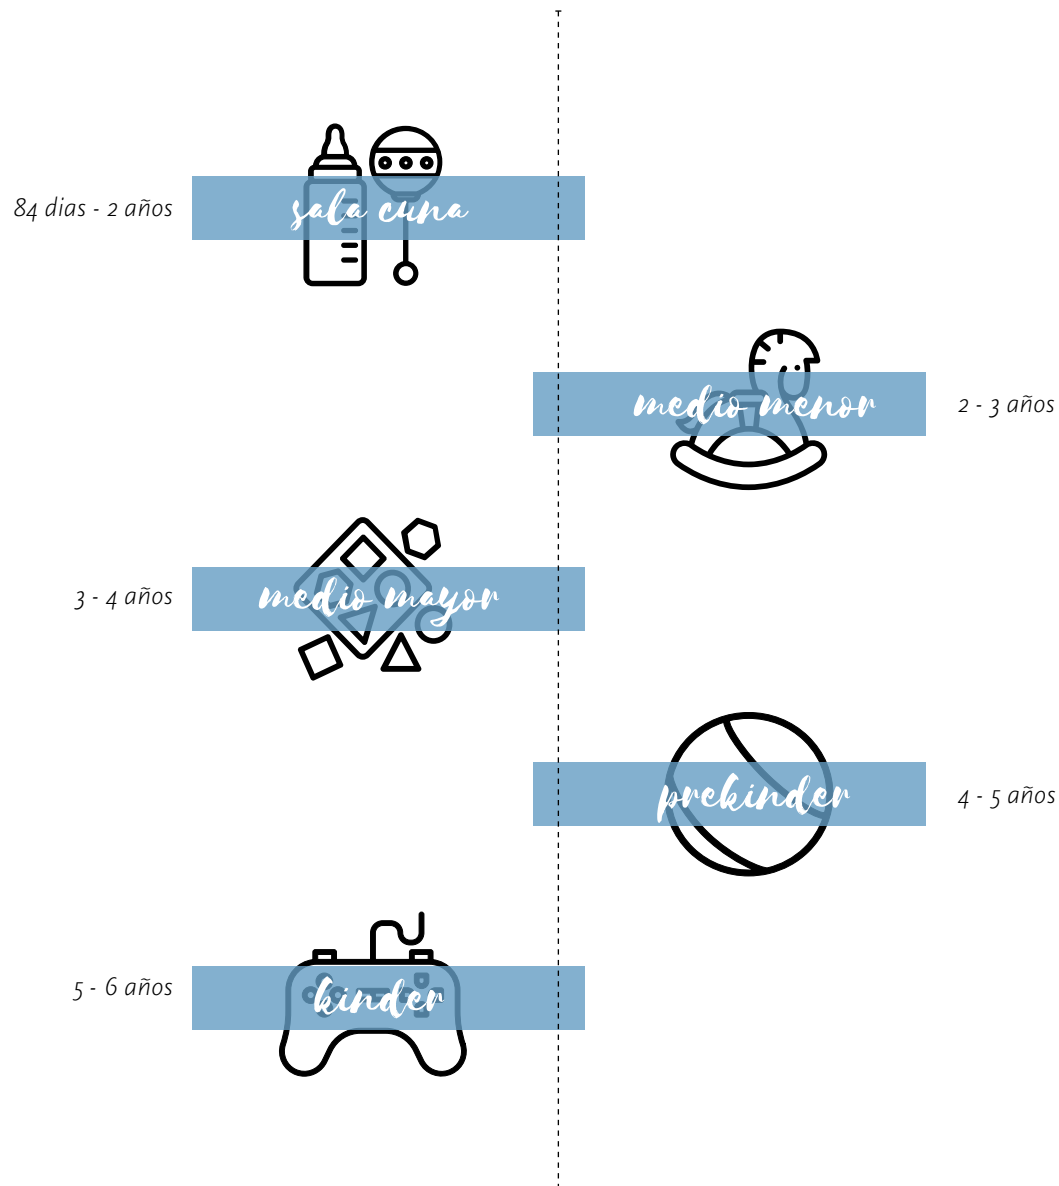 84 dias - 2 años
sala cuna
medio menor
2 - 3 años
3 - 4 años
medio mayor
prekinder
4 - 5 años
5 - 6 años
kinder